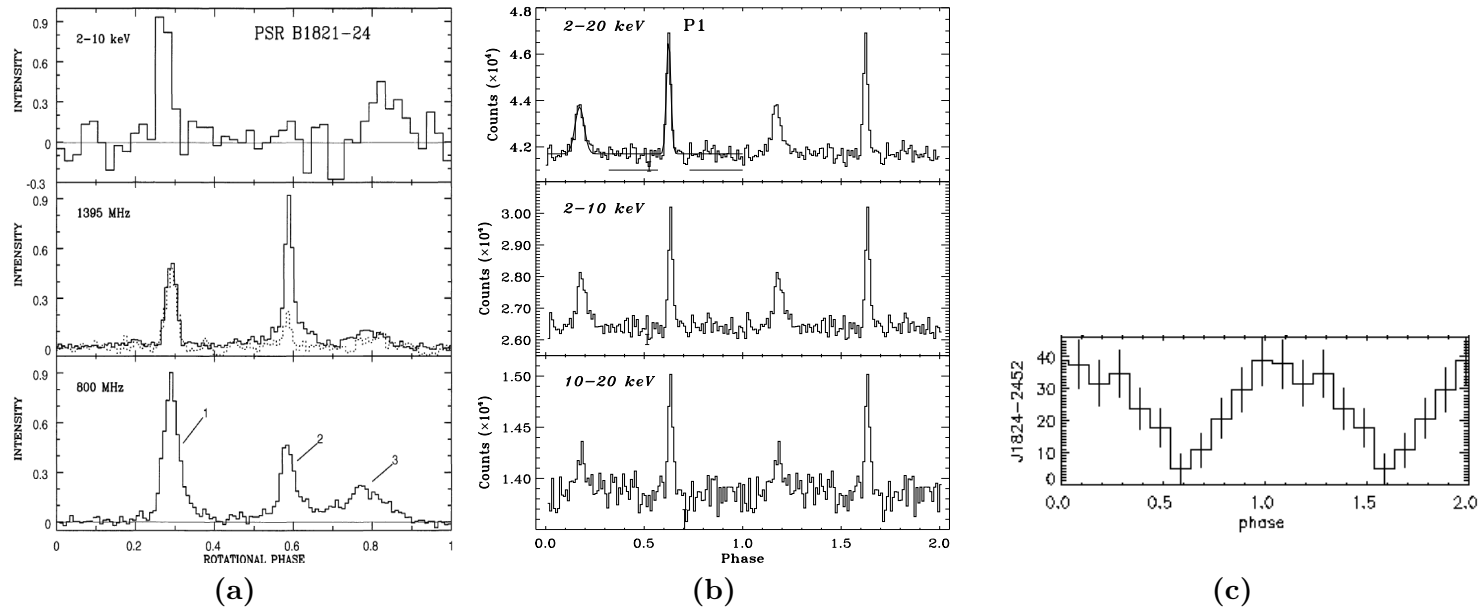 PSR B1821-24
2-10 keV
INTENSITY
0.9
0.6
0.3
0
-0.3
1395 MHz
INTENSITY
0.9
0.6
0.3
0
800 MHz
INTENSITY
0.9
0.6
0.3
0
1
2
3
0 0.2 0.4 0.6 0.8 1
ROTATIONAL PHASE
(a)
2-20 keV P1
Counts (×10⁴)
4.8
4.6
4.4
4.2
2-10 keV
Counts (×10⁴)
3.00
2.90
2.80
2.70
2.60
10-20 keV
Counts (×10⁴)
1.50
1.45
1.40
0.0 0.5 1.0 1.5 2.0
Phase
(b)
J1824-2452
40
30
20
10
0
0.0 0.5 1.0 1.5 2.0
phase
(c)